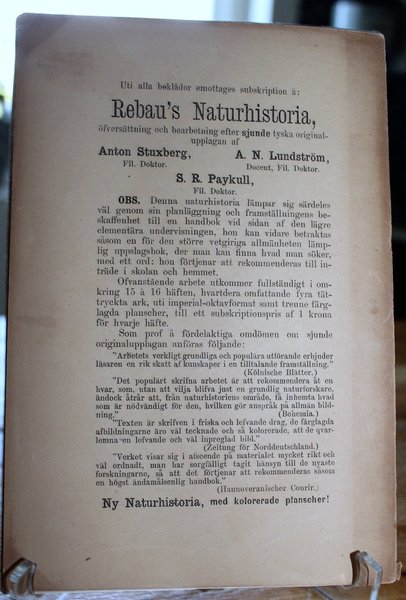 Uti alla boklådor emottages subskription å:
Rebau's Naturhistoria,
öfversättning och bearbetning efter sjunde tyska original-
upplagan af
Anton Stuxberg, A. N. Lundström,
Fil. Doktor. Docent, Fil. Doktor.
S. R. Paykull,
Fil. Doktor.
OBS. Denna naturhistoria lämpar sig särdeles
väl genom sin planläggning och framställningens be-
skaffenhet till en handbok vid sidan af den lägre
elementära undervisningen, hon kan vidare betraktas
såsom en för den större vetgiriga allmänheten lämp-
lig uppslagsbok, der man kan finna hvad man söker,
med ett ord: hon förtjenar att rekommenderas till in-
träde i skolan och hemmet.
Ofvanstående arbete utkommer fullständigt i om-
kring 15 à 16 häften, hvartdera omfattande fyra tät-
tryckta ark, uti imperial-oktavformat samt trenne färg-
lagda planscher, till ett subskriptionspris af 1 krona
för hvarje häfte.
Som prof å fördelaktiga omdömen om sjunde
originalupplagan anföras följande:
"Arbetets verkligt grundliga och populära utförande erbjuder
läsaren en rik skatt af kunskaper i en tilltalande framställning."
(Kölnische Blätter.)
"Det populärt skrifna arbetet är att rekommendera åt en
hvar, som, utan att vilja blifva just en grundlig naturforskare,
ändock åtrår att, från naturhistoriens område, få inhemta hvad
som är nödvändigt för den, hvilken gör anspråk på allmän bild-
ning."
(Bohemia.)
"Texten är skrifven i friska och lefvande drag, de färglagda
afbildningarne äro väl tecknade och så kolorerade, att de qvar-
lemna en lefvande och väl inpreglad bild."
(Zeitung für Norddeutschland.)
"Verket visar sig i afseende på materialet mycket rikt och
väl ordnadt, man har sorgfälligt tagit hänsyn till de nyaste
forskningarne, så att det förtjenar att rekommenderas såsom
en högst ändamålsenlig handbok."
(Hannoveranischer Courir.)
Ny Naturhistoria, med kolorerade planscher!